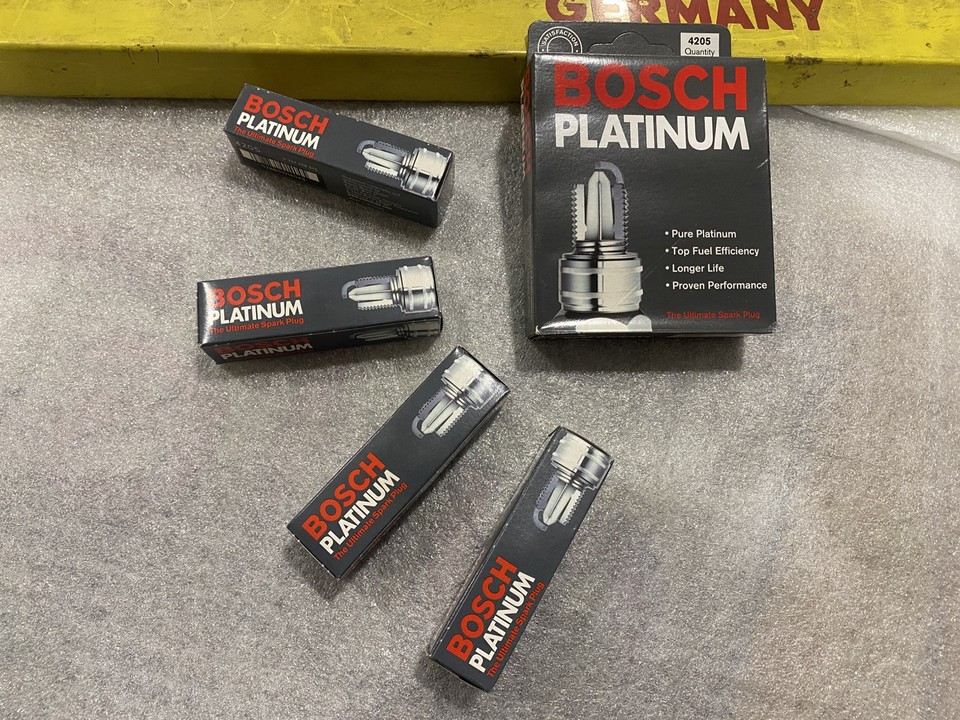 GERMANY
SATISFACTION
4205
Quantity
BOSCH
PLATINUM
• Pure Platinum
• Top Fuel Efficiency
• Longer Life
• Proven Performance
The Ultimate Spark Plug
BOSCH
PLATINUM
The Ultimate Spark Plug
4205
BOSCH
PLATINUM
The Ultimate Spark Plug
BOSCH
PLATINUM
BOSCH
PLATINUM
The Ultimate Spark Plug
BOSCH
PLATINUM
The Ultimate Spark Plug